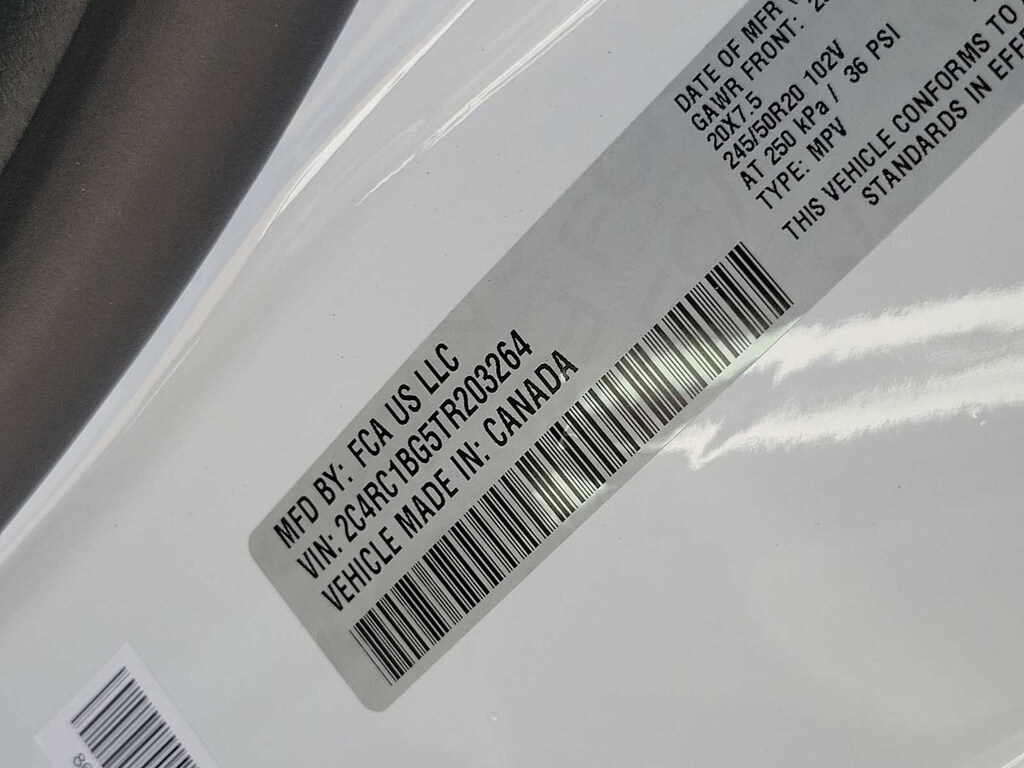 MFD BY: FCA US LLC
VIN: 2C4RC1BG5TR203264
VEHICLE MADE IN: CANADA
DATE OF MFR
GAWR FRONT:
20X7.5
245/50R20 102V
AT 250 kPa/ 36 PSI
TYPE: MPV
THIS VEHICLE CONFORMS TO
STANDARDS IN